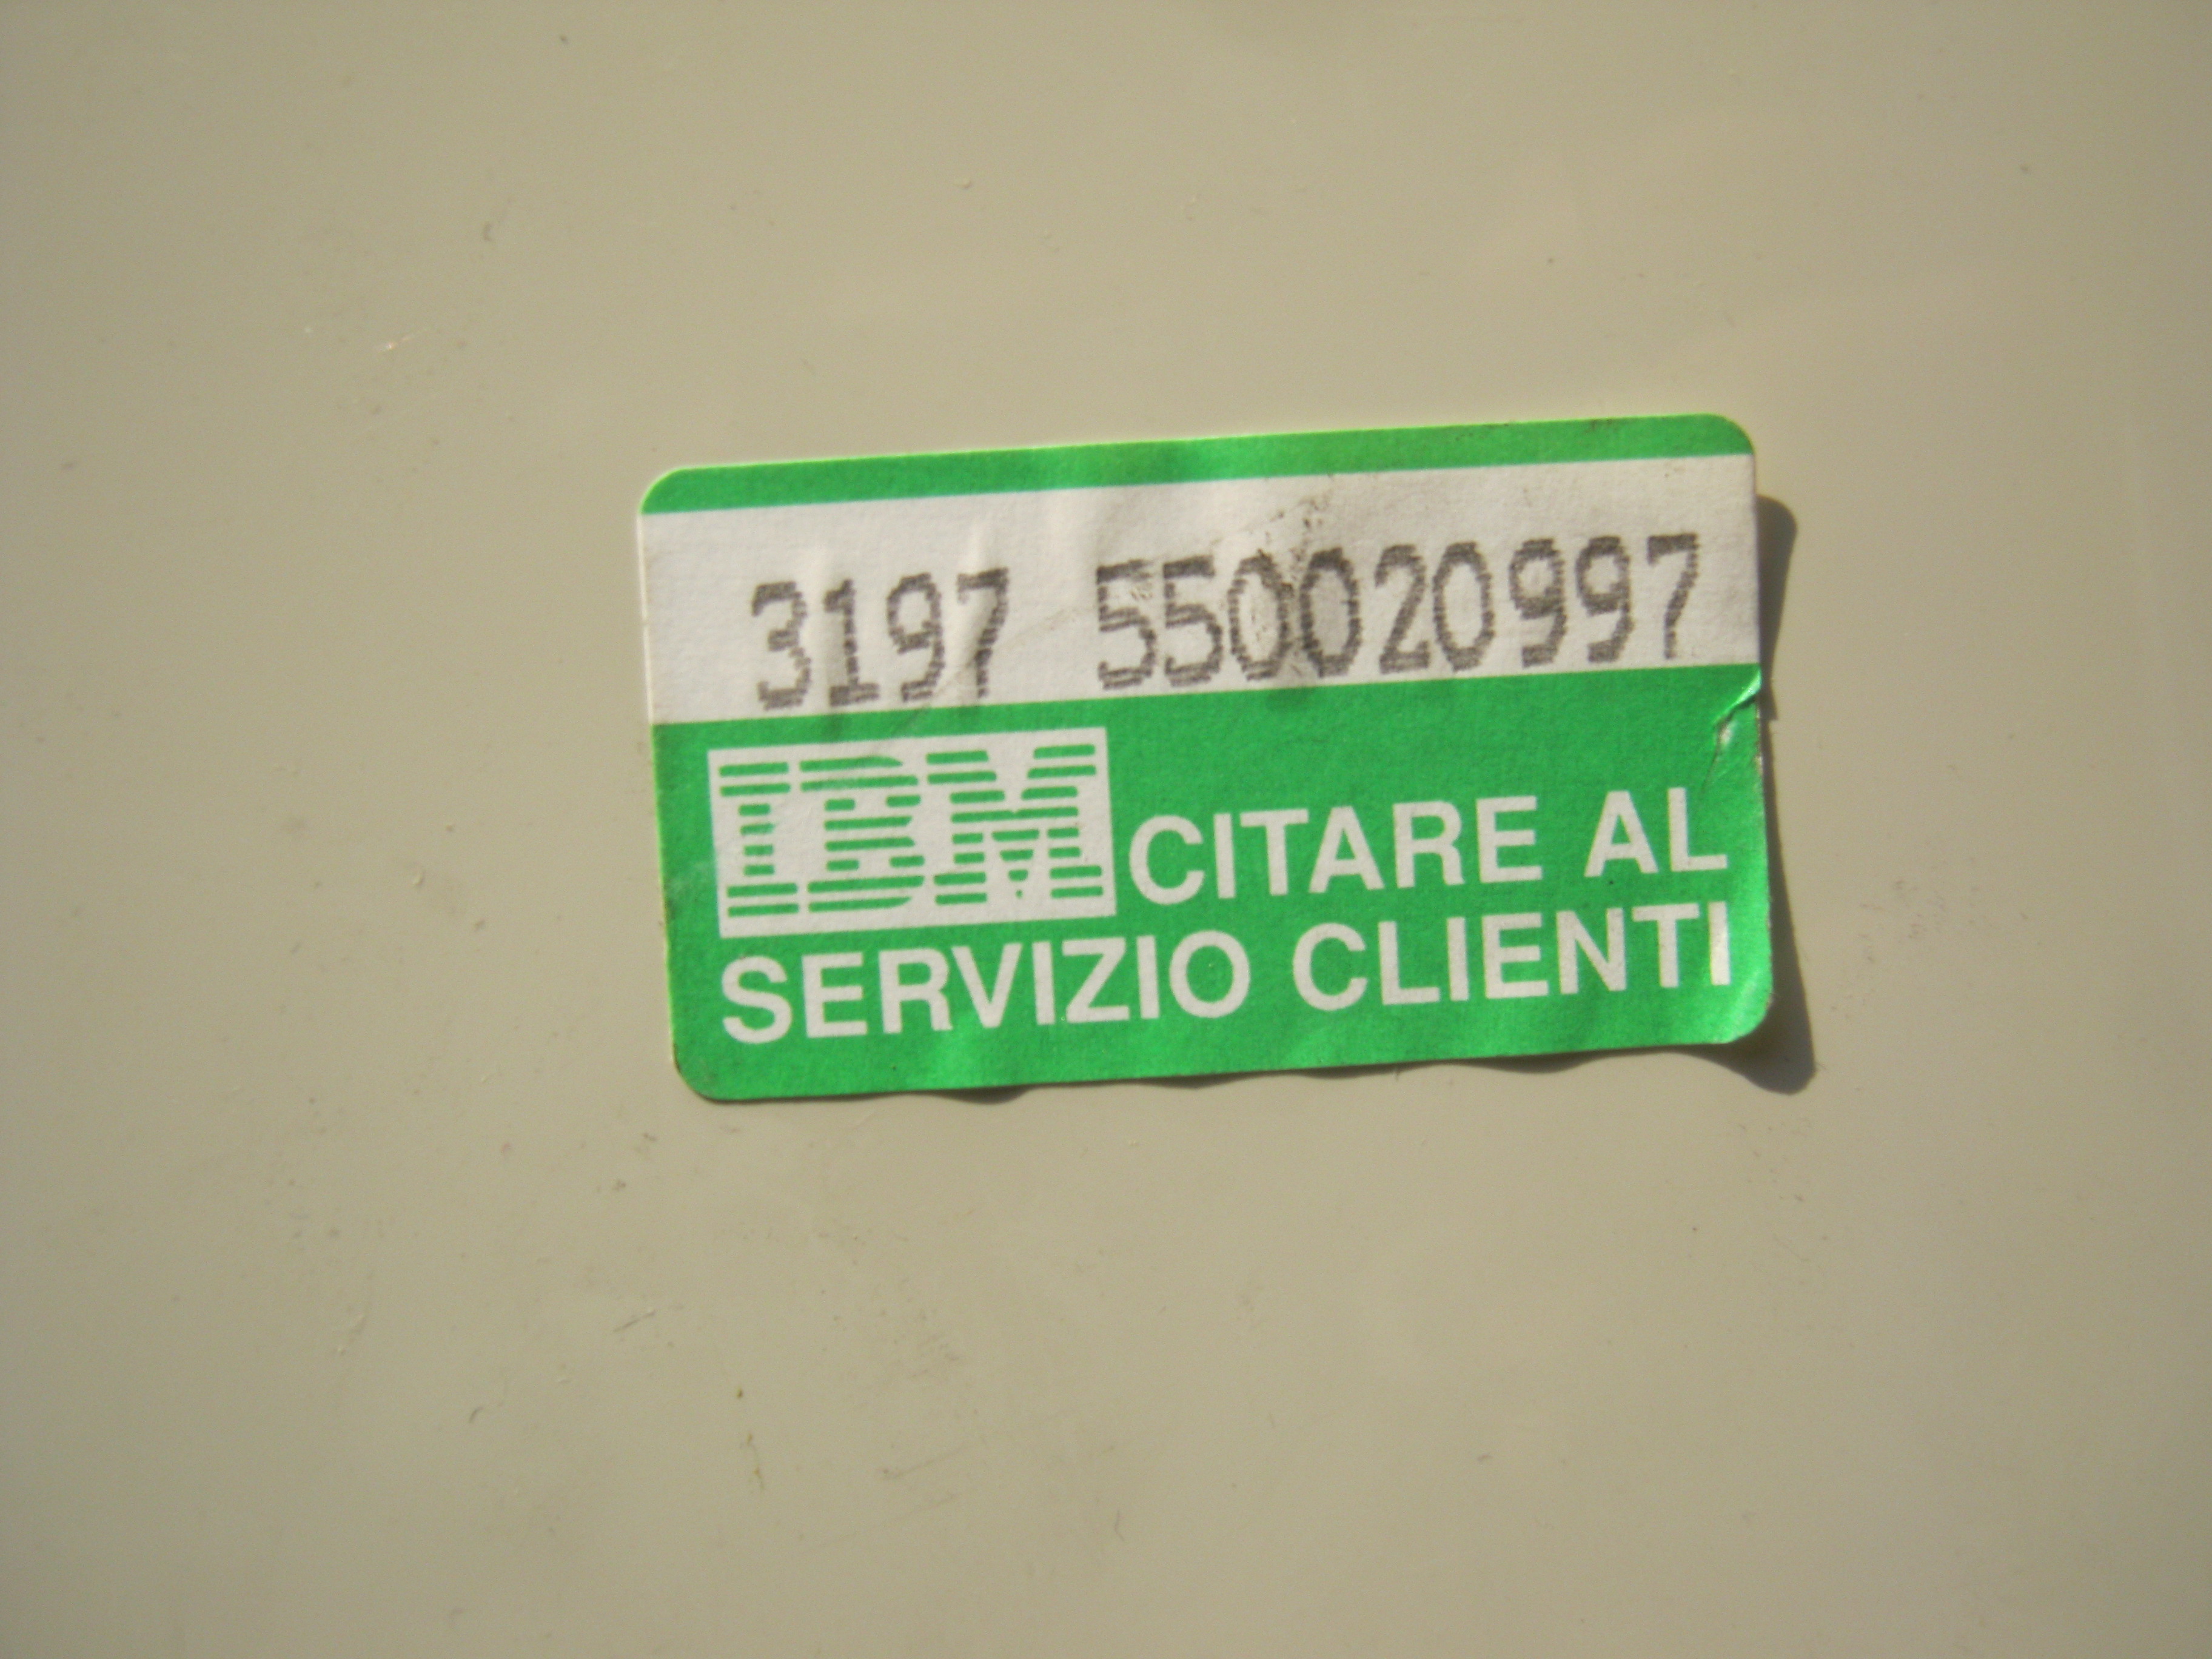 3197 550020997
IBM CITARE AL
SERVIZIO CLIENTI